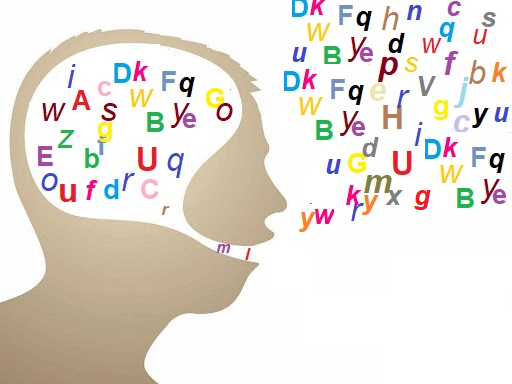 i c Dk Fq
w A s w G o
g B ye
z
E b f U q
o u f d r C
r
m l
Dk Fq h n c s
w ye d w q u
u B p s f b k
Dk Fq e r v j
w ye H g c y u
B d i Dk Fq
u G U w
m B ye
k y x g
yw r